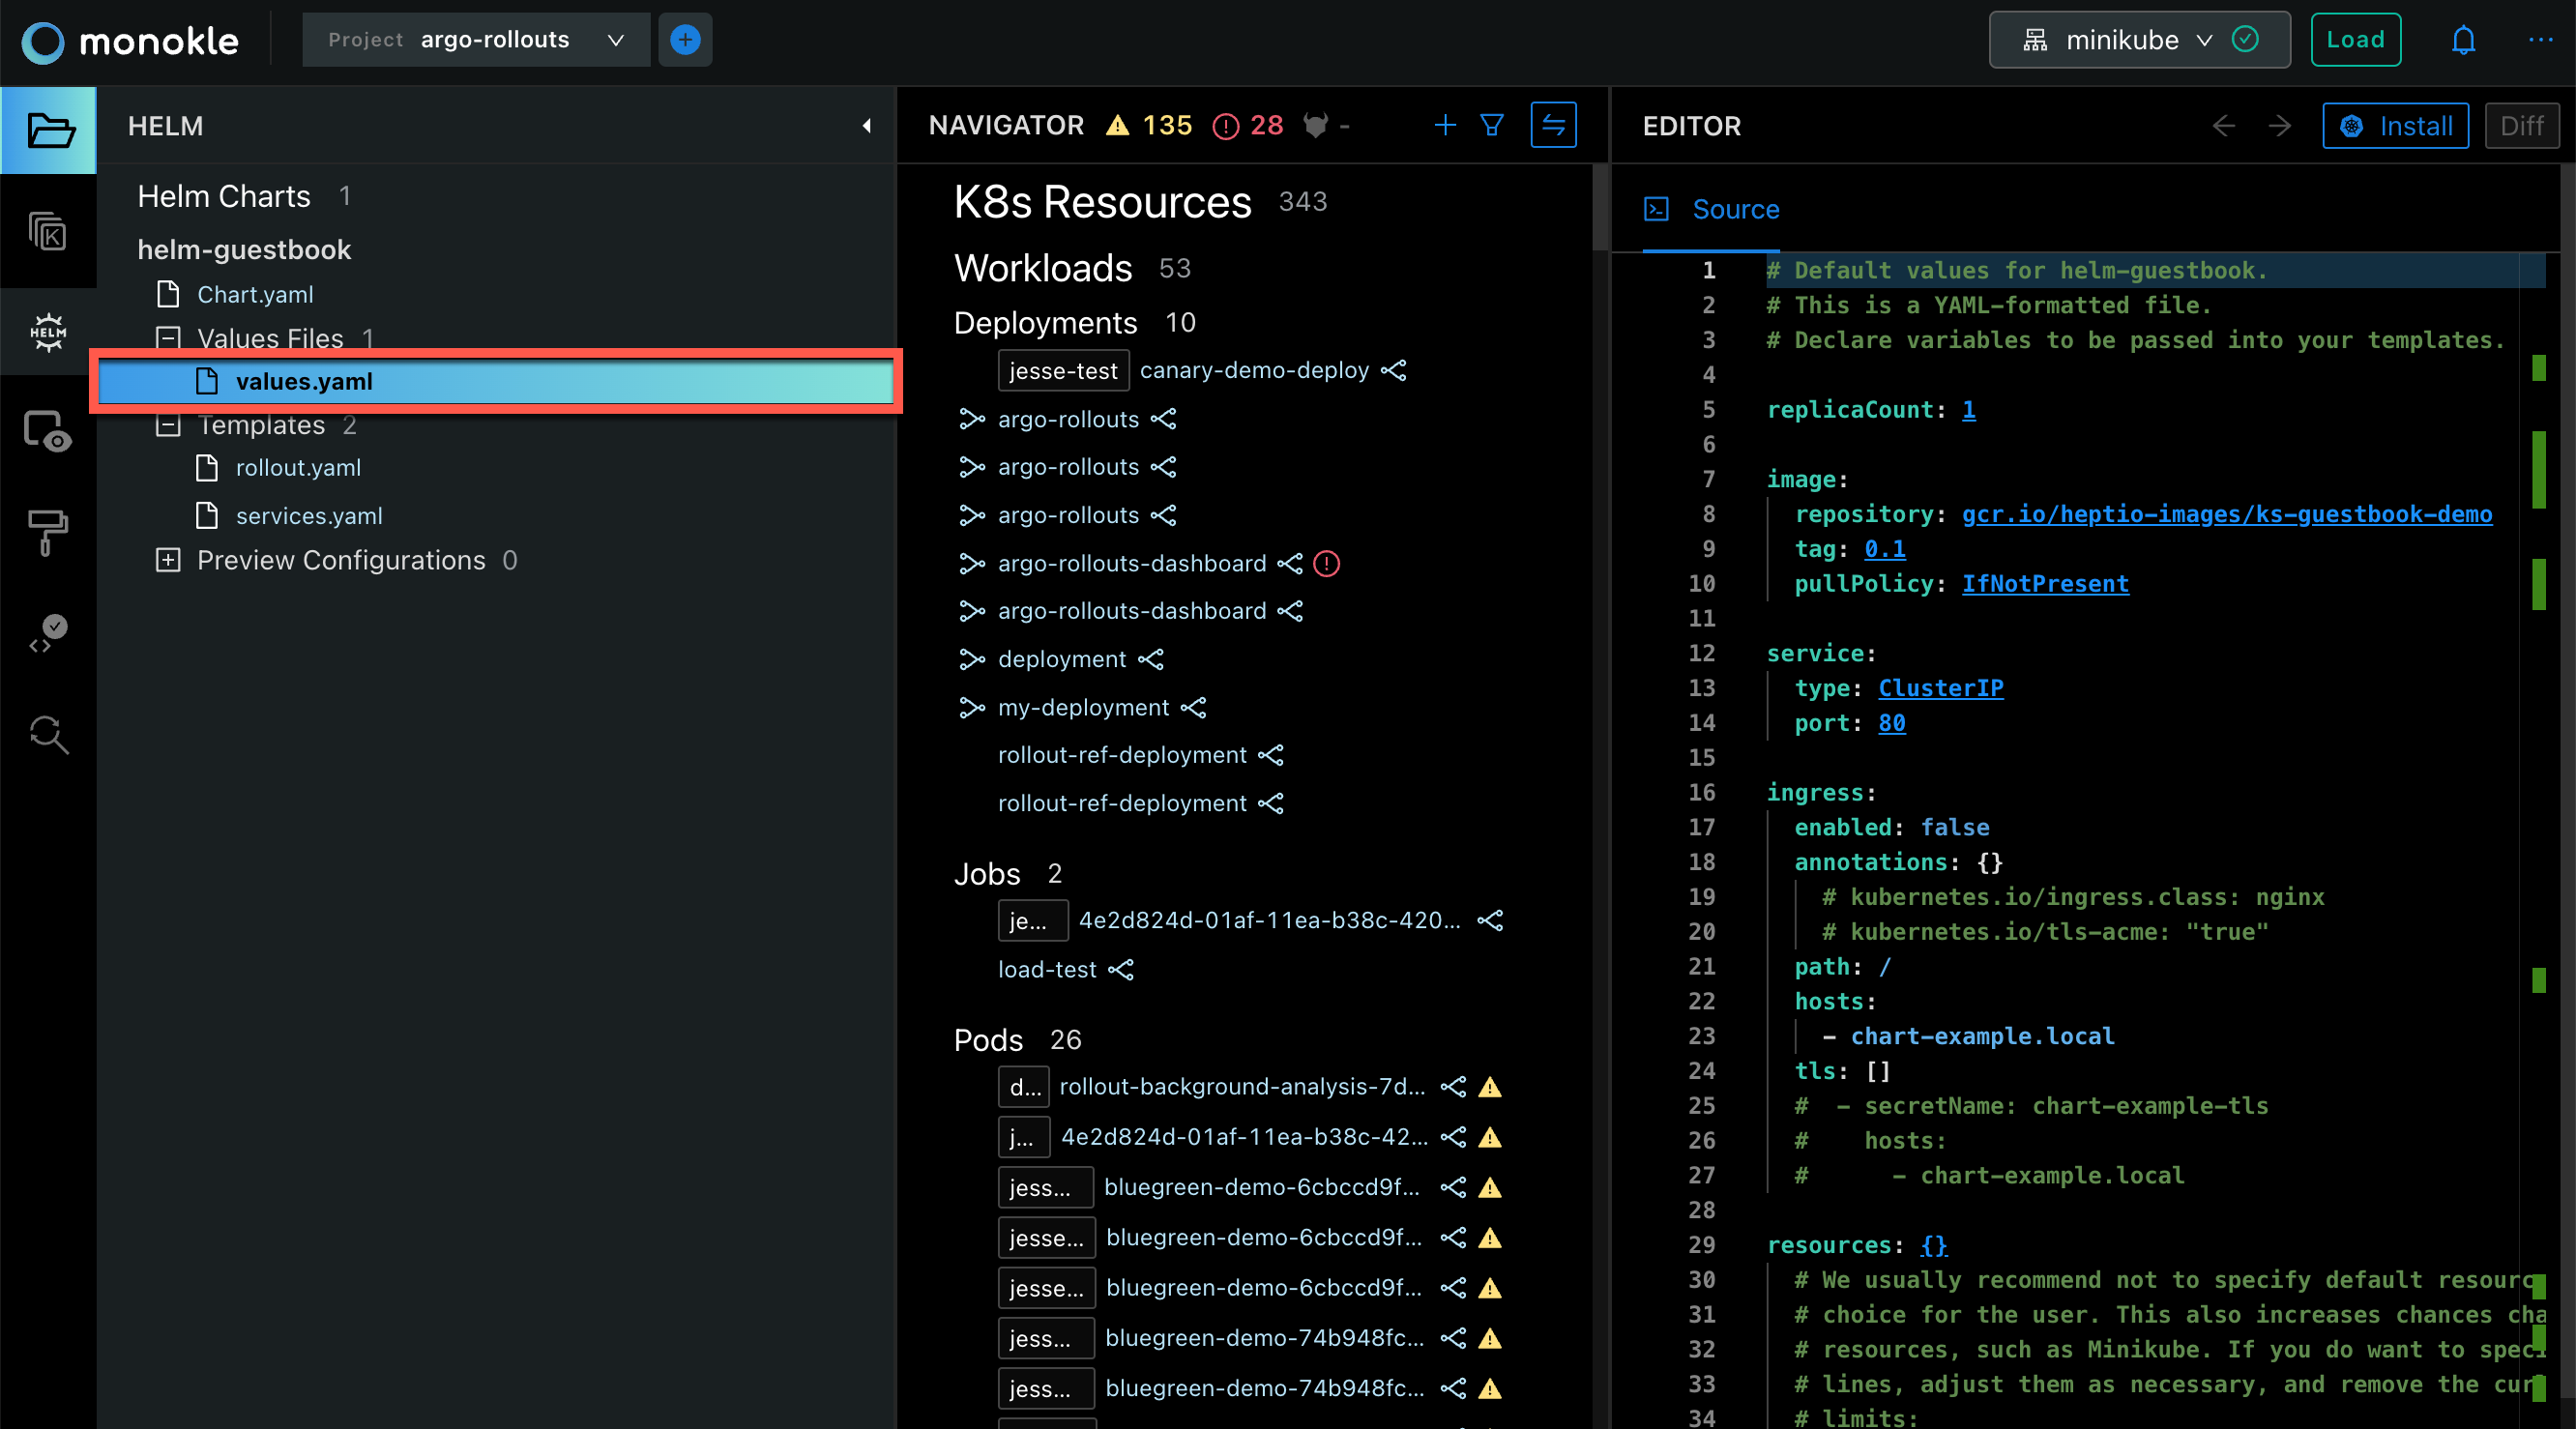 monokle
Project argo-rollouts
minikube
Load
HELM
Helm Charts 1
helm-guestbook
Chart.yaml
Values Files 1
values.yaml
Templates 2
rollout.yaml
services.yaml
Preview Configurations 0
NAVIGATOR 135 28 -
K8s Resources 343
Workloads 53
Deployments 10
jesse-test canary-demo-deploy
argo-rollouts
argo-rollouts
argo-rollouts
argo-rollouts-dashboard
argo-rollouts-dashboard
deployment
my-deployment
rollout-ref-deployment
rollout-ref-deployment
Jobs 2
je... 4e2d824d-01af-11ea-b38c-420...
load-test
Pods 26
d... rollout-background-analysis-7d...
j... 4e2d824d-01af-11ea-b38c-42...
jess... bluegreen-demo-6cbccd9f...
jesse... bluegreen-demo-6cbccd9f...
jesse... bluegreen-demo-6cbccd9f...
jess... bluegreen-demo-74b948fc...
jess... bluegreen-demo-74b948fc...
EDITOR
Install
Diff
Source
1 # Default values for helm-guestbook.
2 # This is a YAML-formatted file.
3 # Declare variables to be passed into your templates.
4
5 replicaCount: 1
6
7 image:
8 repository: gcr.io/heptio-images/ks-guestbook-demo
9 tag: 0.1
10 pullPolicy: IfNotPresent
11
12 service:
13 type: ClusterIP
14 port: 80
15
16 ingress:
17 enabled: false
18 annotations: {}
19 # kubernetes.io/ingress.class: nginx
20 # kubernetes.io/tls-acme: "true"
21 path: /
22 hosts:
23 - chart-example.local
24 tls: []
25 # - secretName: chart-example-tls
26 # hosts:
27 # - chart-example.local
28
29 resources: {}
30 # We usually recommend not to specify default resourc
31 # choice for the user. This also increases chances cha
32 # resources, such as Minikube. If you do want to speci
33 # lines, adjust them as necessary, and remove the cur
34 # limits: